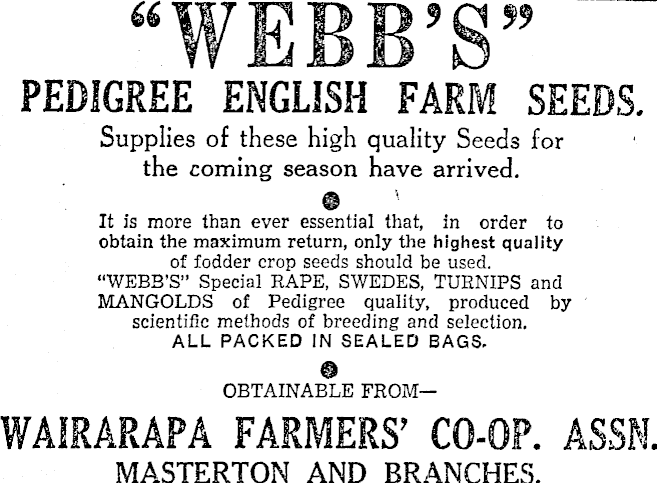 “WEBB’S”
PEDIGREE ENGLISH FARM SEEDS.
Supplies of these high quality Seeds for
the coming season have arrived.
It is more than ever essential that, in order to
obtain the maximum return, only the highest quality
of fodder crop seeds should be used.
“WEBB’S” Special RAPE, SWEDES, TURNIPS and
MANGOLDS of Pedigree quality, produced by
scientific methods of breeding and selection.
ALL PACKED IN SEALED BAGS.
OBTAINABLE FROM—
WAIRARAPA FARMERS’ CO-OP. ASSN.
MASTERTON AND BRANCHES.